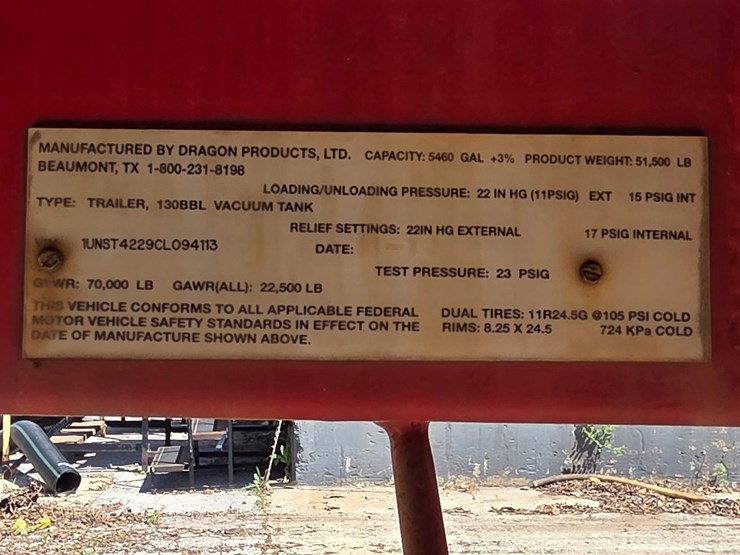 MANUFACTURED BY DRAGON PRODUCTS, LTD. CAPACITY: 5460 GAL +3% PRODUCT WEIGHT: 51,500 LB
BEAUMONT, TX 1-800-231-8198
LOADING/UNLOADING PRESSURE: 22 IN HG (11PSIG) EXT 15 PSIG INT
TYPE: TRAILER, 130BBL VACUUM TANK
RELIEF SETTINGS: 22IN HG EXTERNAL 17 PSIG INTERNAL
1UNST4229CL094113 DATE:
TEST PRESSURE: 23 PSIG
GVWR: 70,000 LB GAWR(ALL): 22,500 LB
THIS VEHICLE CONFORMS TO ALL APPLICABLE FEDERAL DUAL TIRES: 11R24.5G @105 PSI COLD
MOTOR VEHICLE SAFETY STANDARDS IN EFFECT ON THE RIMS: 8.25 X 24.5 724 KPa COLD
DATE OF MANUFACTURE SHOWN ABOVE.